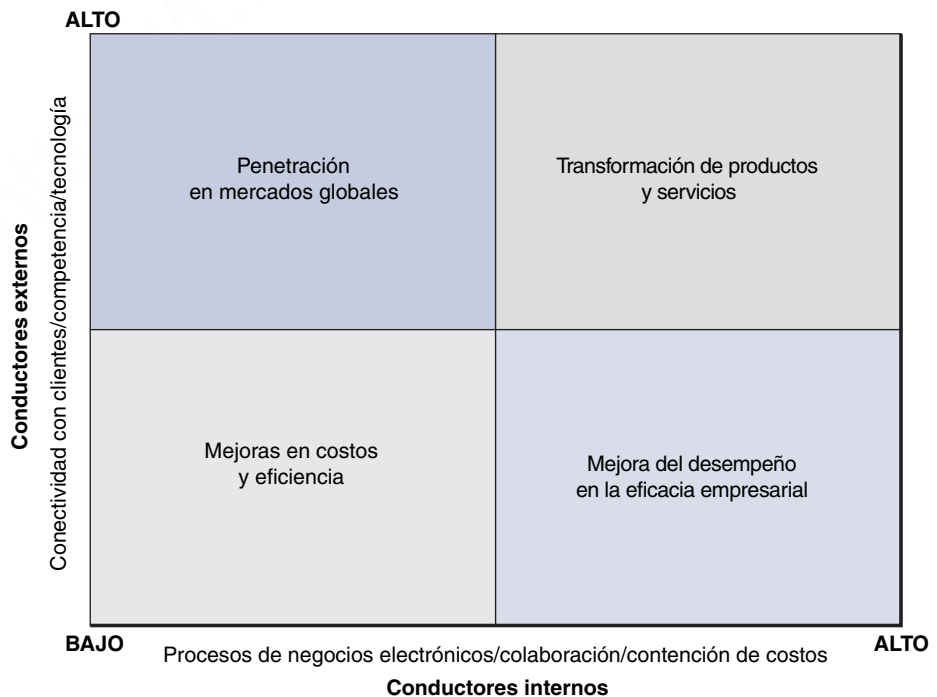 ALTO
Conductores externos
Conectividad con clientes/competencia/tecnología
Penetración
en mercados globales
Transformación de productos
y servicios
Mejoras en costos
y eficiencia
Mejora del desempeño
en la eficacia empresarial
BAJO
ALTO
Procesos de negocios electrónicos/colaboración/contención de costos
Conductores internos